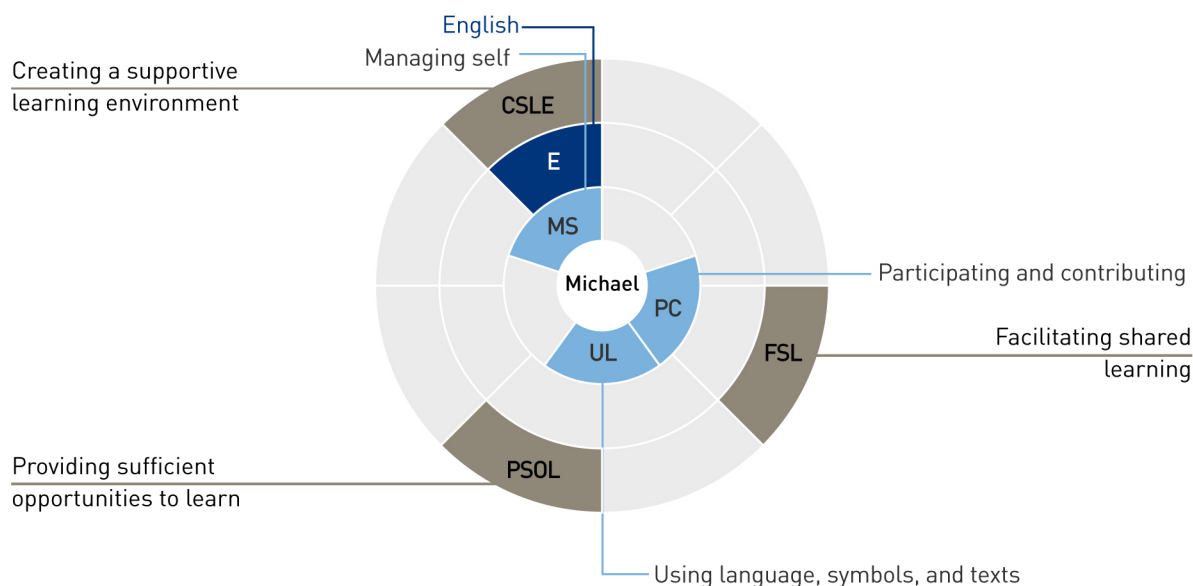 English
Managing self
Creating a supportive
learning environment
CSLE
E
MS
Michael
Participating and contributing
PC
UL
FSL
Facilitating shared
learning
Providing sufficient
opportunities to learn
PSOL
Using language, symbols, and texts